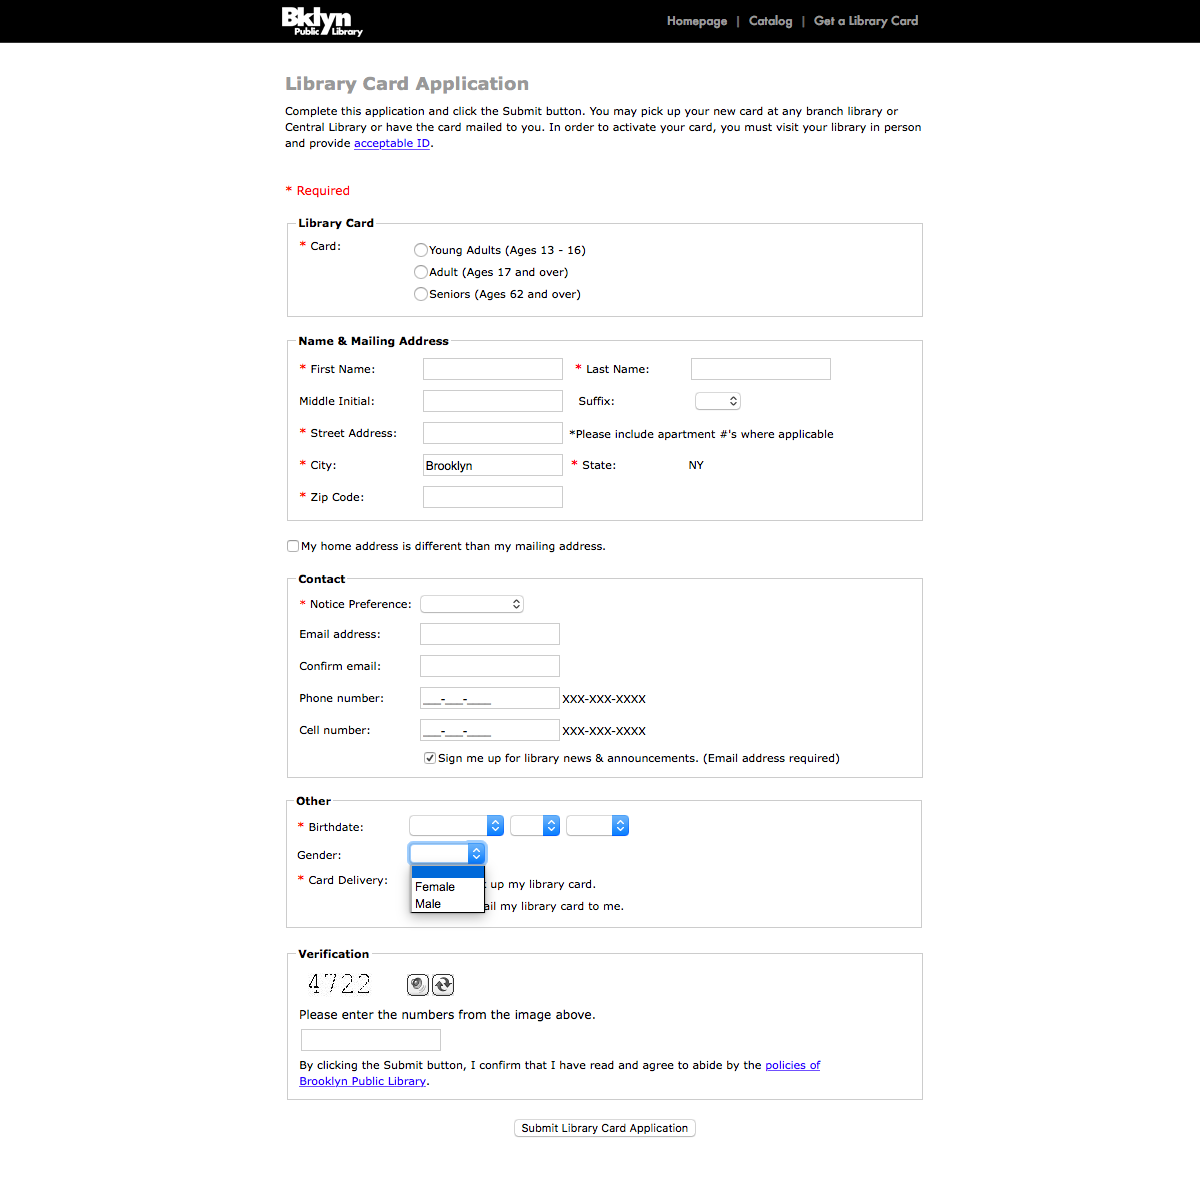 Bklyn
Public Library
Homepage | Catalog | Get a Library Card
Library Card Application
Complete this application and click the Submit button. You may pick up your new card at any branch library or
Central Library or have the card mailed to you. In order to activate your card, you must visit your library in person
and provide acceptable ID.
* Required
Library Card
* Card:
Young Adults (Ages 13 - 16)
Adult (Ages 17 and over)
Seniors (Ages 62 and over)
Name & Mailing Address
* First Name: * Last Name:
Middle Initial: Suffix:
* Street Address: *Please include apartment #'s where applicable
* City: Brooklyn * State: NY
* Zip Code:
My home address is different than my mailing address.
Contact
* Notice Preference:
Email address:
Confirm email:
Phone number: ___-___-____ XXX-XXX-XXXX
Cell number: ___-___-____ XXX-XXX-XXXX
Sign me up for library news & announcements. (Email address required)
Other
* Birthdate:
Gender:
* Card Delivery: up my library card.
Female
Male
ail my library card to me.
Verification
4722
Please enter the numbers from the image above.
By clicking the Submit button, I confirm that I have read and agree to abide by the policies of
Brooklyn Public Library.
Submit Library Card Application